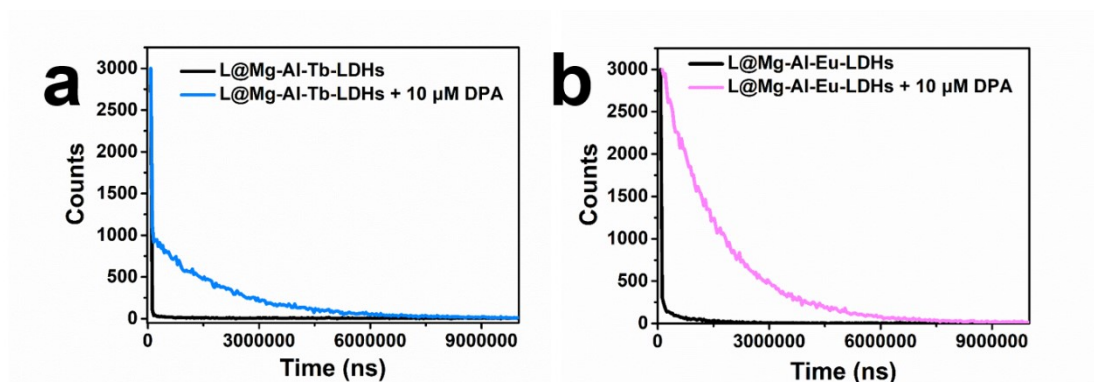 a
3000
2500
2000
1500
1000
500
0
Counts
L@Mg-Al-Tb-LDHs
L@Mg-Al-Tb-LDHs + 10 µM DPA
0 3000000 6000000 9000000
Time (ns)
b
3000
2500
2000
1500
1000
500
0
Counts
L@Mg-Al-Eu-LDHs
L@Mg-Al-Eu-LDHs + 10 µM DPA
0 3000000 6000000 9000000
Time (ns)